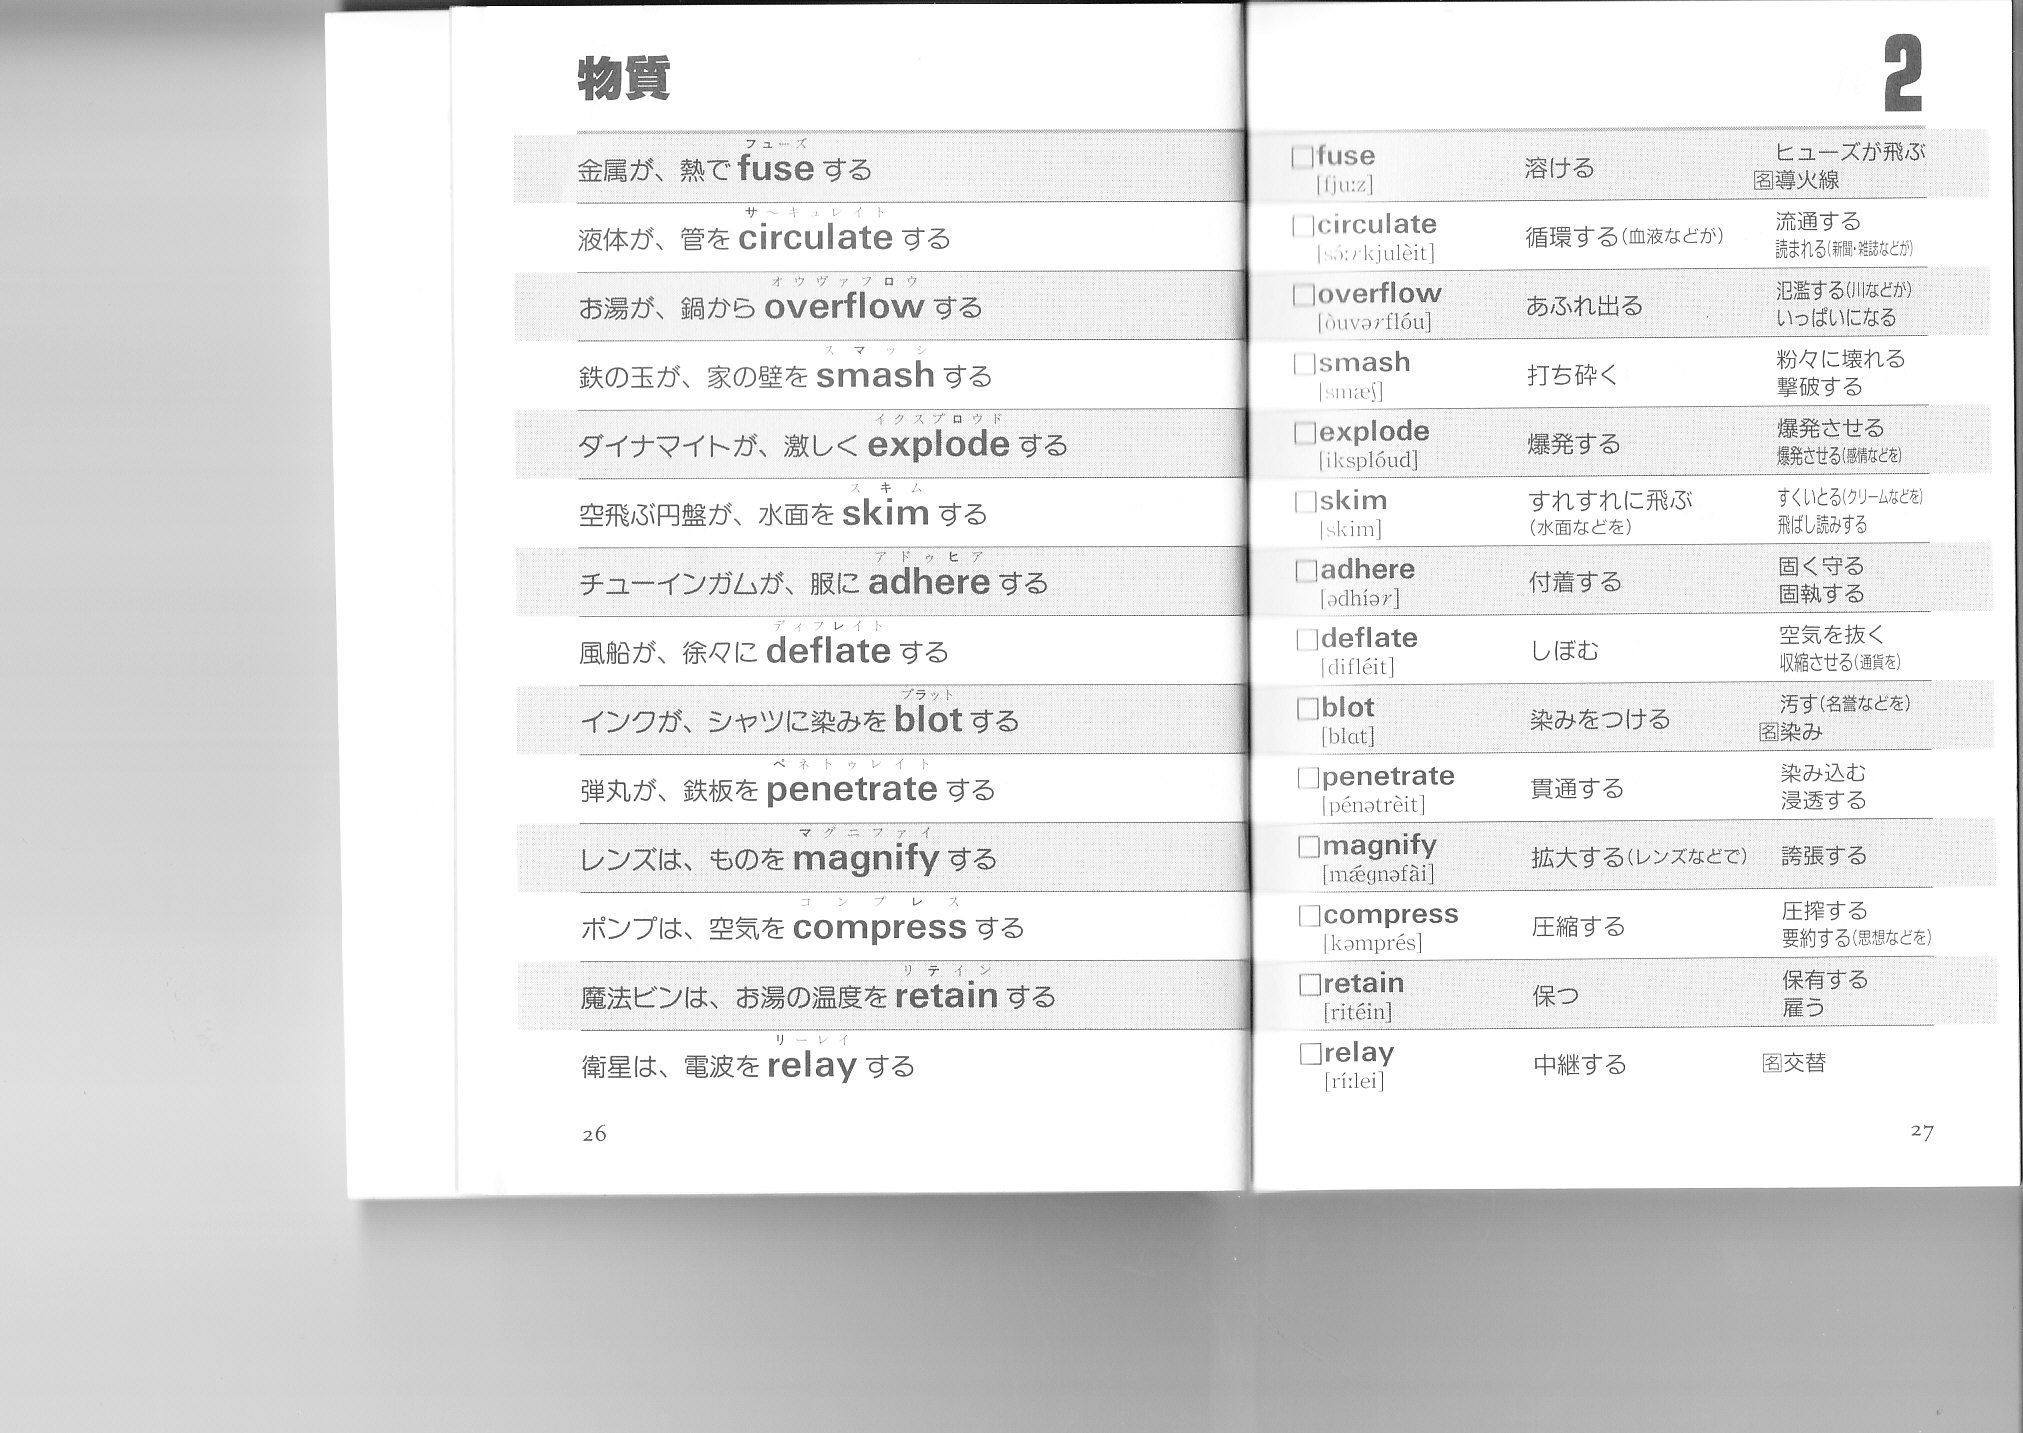 物質
フューズ
金属が、熱で fuse する
サーキュレイト
液体が、管を circulate する
オウヴァフロウ
お湯が、鍋から overflow する
スマッシ
鉄の玉が、家の壁を smash する
イクスプロウド
ダイナマイトが、激しく explode する
スキム
空飛ぶ円盤が、水面を skim する
アドゥヒア
チューインガムが、服に adhere する
ディフレイト
風船が、徐々に deflate する
ブラット
インクが、シャツに染みを blot する
ペネトゥレイト
弾丸が、鉄板を penetrate する
マグニファイ
レンズは、ものを magnify する
コンプレス
ポンプは、空気を compress する
リテイン
魔法ビンは、お湯の温度を retain する
リーレイ
衛星は、電波を relay する
26
2
□fuse 溶ける ヒューズが飛ぶ
[fju:z] 名導火線
□circulate 循環する(血液などが) 流通する
[sə́:rkjulèit] 読まれる(新聞・雑誌などが)
□overflow あふれ出る 氾濫する(川などが)
[òuvərflóu] いっぱいになる
□smash 打ち砕く 粉々に壊れる
[smæʃ] 撃破する
□explode 爆発する 爆発させる
[iksplóud] 爆発させる(感情などを)
□skim すれすれに飛ぶ すくいとる(クリームなどを)
[skim] (水面などを) 飛ばし読みする
□adhere 付着する 固く守る
[ədhíər] 固執する
□deflate しぼむ 空気を抜く
[difléit] 収縮させる(通貨を)
□blot 染みをつける 汚す(名誉などを)
[blɑt] 名染み
□penetrate 貫通する 染み込む
[pénətrèit] 浸透する
□magnify 拡大する(レンズなどで) 誇張する
[mǽgnəfài]
□compress 圧縮する 圧搾する
[kəmprés] 要約する(思想などを)
□retain 保つ 保有する
[ritéin] 雇う
□relay 中継する 名交替
[rí:lei]
27